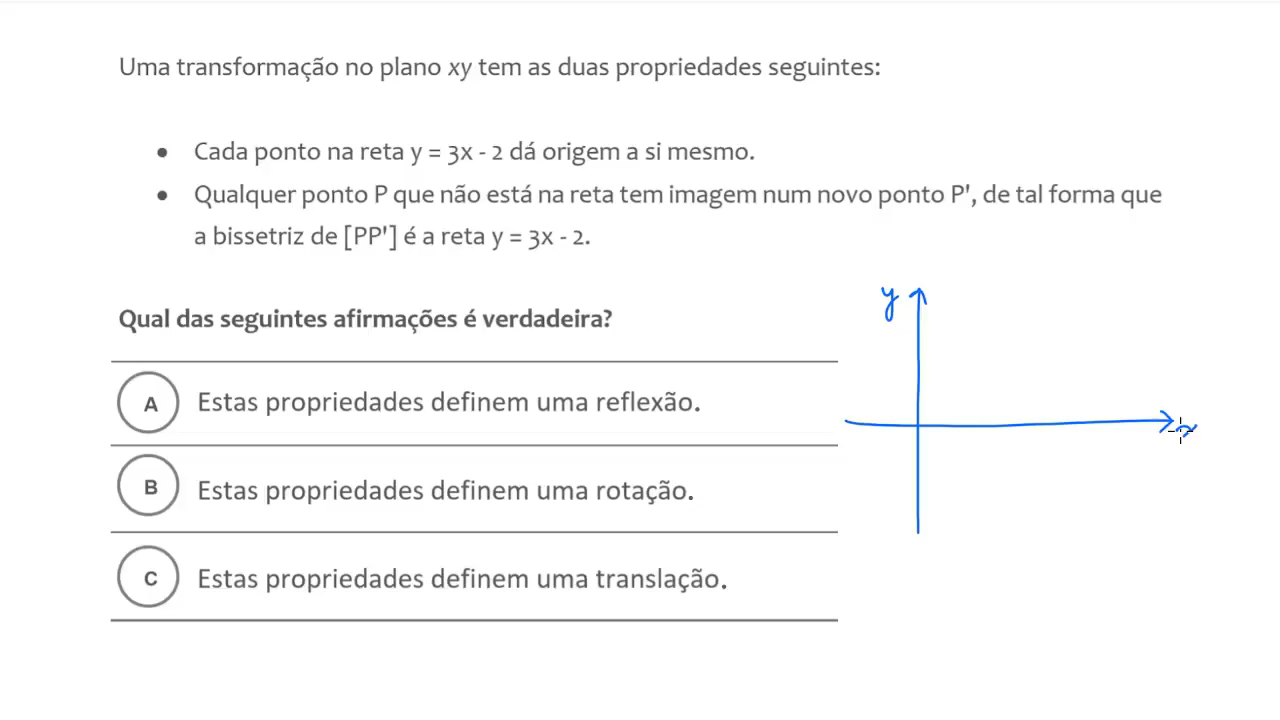 Uma transformação no plano xy tem as duas propriedades seguintes:
• Cada ponto na reta y = 3x - 2 dá origem a si mesmo.
• Qualquer ponto P que não está na reta tem imagem num novo ponto P', de tal forma que
a bissetriz de [PP'] é a reta y = 3x - 2.
Qual das seguintes afirmações é verdadeira?
A Estas propriedades definem uma reflexão.
B Estas propriedades definem uma rotação.
C Estas propriedades definem uma translação.
y